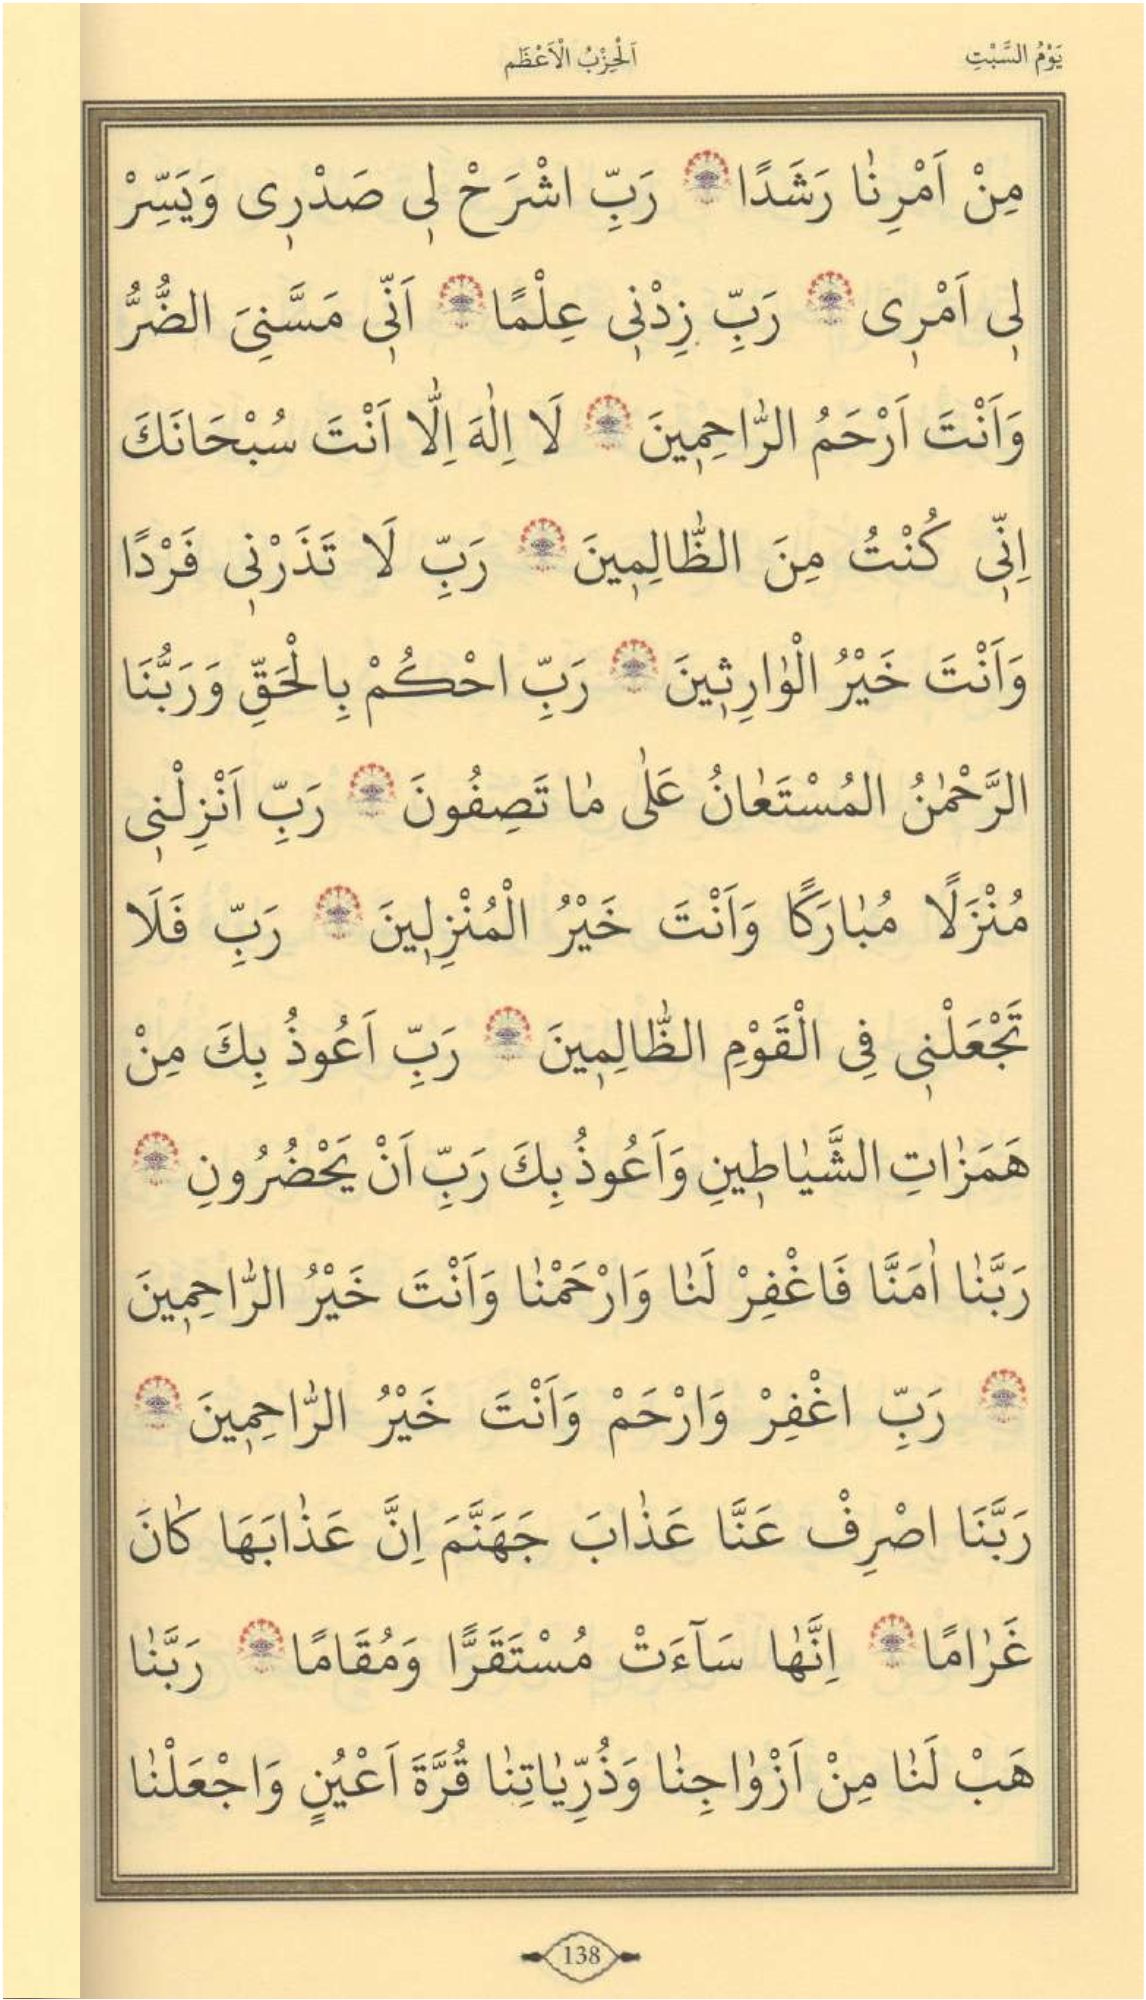 يَوْمُ السَّبْتِ
اَلْحِزْبُ الْاَعْظَم
مِنْ اَمْرِنٰا رَشَدًا ۞ رَبِّ اشْرَحْ لٖى صَدْرٖى وَيَسِّرْ
لٖى اَمْرٖى ۞ رَبِّ زِدْنٖى عِلْمًا ۞ اَنّٖى مَسَّنِىَ الضُّرُّ
وَاَنْتَ اَرْحَمُ الرّٰاحِمٖينَ ۞ لَا اِلٰهَ اِلّٰا اَنْتَ سُبْحَانَكَ
اِنّٖى كُنْتُ مِنَ الظّٰالِمٖينَ ۞ رَبِّ لَا تَذَرْنٖى فَرْدًا
وَاَنْتَ خَيْرُ الْوٰارِثٖينَ ۞ رَبِّ احْكُمْ بِالْحَقِّ وَرَبُّنَا
الرَّحْمٰنُ المُسْتَعٰانُ عَلٰى مٰا تَصِفُونَ ۞ رَبِّ اَنْزِلْنٖى
مُنْزَلًا مُبٰارَكًا وَاَنْتَ خَيْرُ الْمُنْزِلٖينَ ۞ رَبِّ فَلَا
تَجْعَلْنٖى فِى الْقَوْمِ الظّٰالِمٖينَ ۞ رَبِّ اَعُوذُ بِكَ مِنْ
هَمَزٰاتِ الشَّيٰاطٖينِ وَاَعُوذُ بِكَ رَبِّ اَنْ يَحْضُرُونِ ۞
رَبَّنٰا اٰمَنَّا فَاغْفِرْ لَنٰا وَارْحَمْنٰا وَاَنْتَ خَيْرُ الرّٰاحِمٖينَ
۞ رَبِّ اغْفِرْ وَارْحَمْ وَاَنْتَ خَيْرُ الرّٰاحِمٖينَ ۞
رَبَّنَا اصْرِفْ عَنَّا عَذٰابَ جَهَنَّمَ اِنَّ عَذٰابَهَا كٰانَ
غَرٰامًا ۞ اِنَّهٰا سَآءَتْ مُسْتَقَرًّا وَمُقَامًا ۞ رَبَّنٰا
هَبْ لَنٰا مِنْ اَزْوٰاجِنٰا وَذُرِّيّٰاتِنٰا قُرَّةَ اَعْيُنٍ وَاجْعَلْنٰا
138